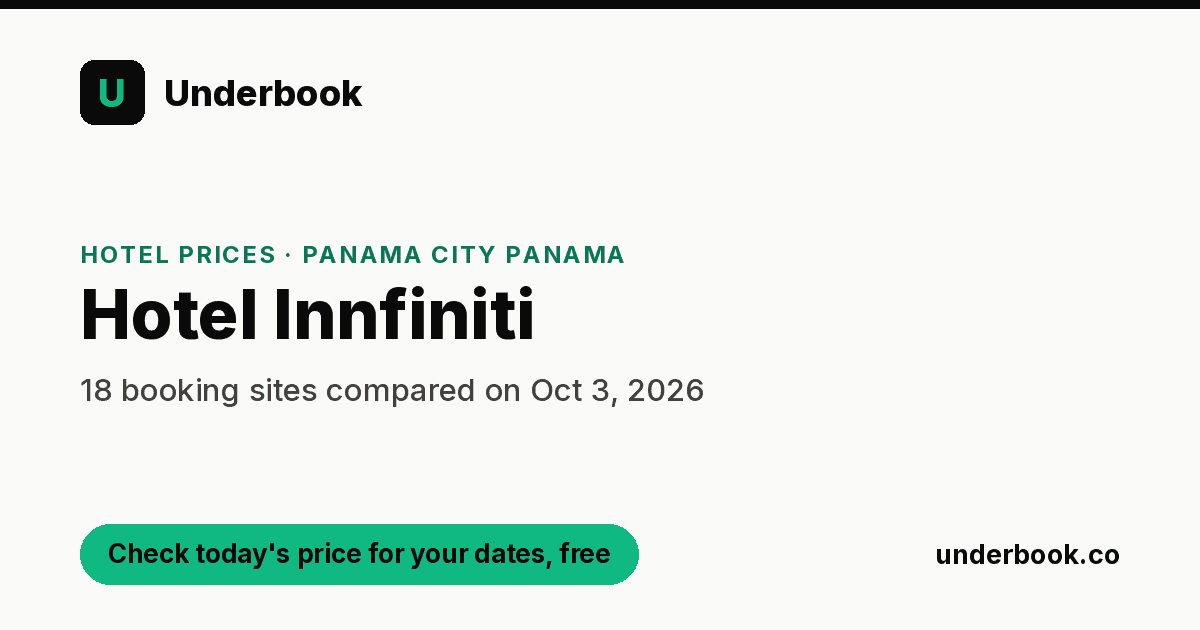 U Underbook
HOTEL PRICES · PANAMA CITY PANAMA
Hotel Innfiniti
18 booking sites compared on Oct 3, 2026
Check today's price for your dates, free
underbook.co